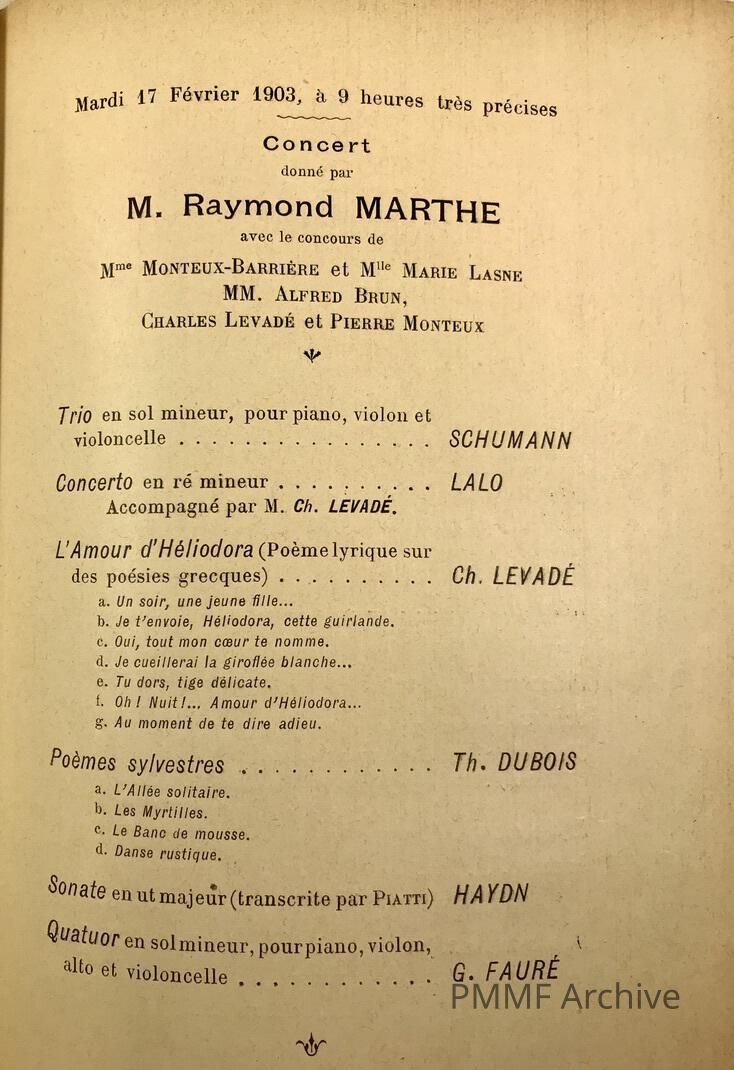 Mardi 17 Février 1903, à 9 heures très précises
Concert
donné par
M. Raymond MARTHE
avec le concours de
Mme MONTEUX-BARRIÈRE et Mlle MARIE LASNE
MM. ALFRED BRUN,
CHARLES LEVADÉ et PIERRE MONTEUX
Trio en sol mineur, pour piano, violon et
violoncelle . . . . . . . . . . . . . . . . SCHUMANN
Concerto en ré mineur . . . . . . . . . . LALO
Accompagné par M. Ch. LEVADÉ.
L'Amour d'Héliodora (Poème lyrique sur
des poésies grecques) . . . . . . . . . . Ch. LEVADÉ
a. Un soir, une jeune fille...
b. Je t'envoie, Héliodora, cette guirlande.
c. Oui, tout mon cœur te nomme.
d. Je cueillerai la giroflée blanche...
e. Tu dors, tige délicate.
f. Oh! Nuit!... Amour d'Héliodora...
g. Au moment de te dire adieu.
Poèmes sylvestres . . . . . . . . . . . . Th. DUBOIS
a. L'Allée solitaire.
b. Les Myrtilles.
c. Le Banc de mousse.
d. Danse rustique.
Sonate en ut majeur (transcrite par PIATTI) HAYDN
Quatuor en sol mineur, pour piano, violon,
alto et violoncelle . . . . . . . . . . . . G. FAURÉ
PMMF Archive